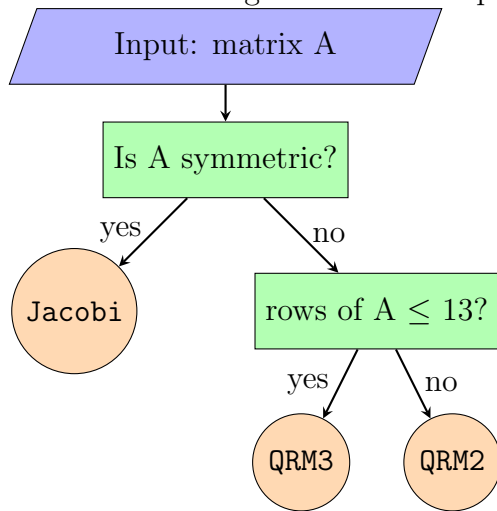 Input: matrix A
Is A symmetric?
yes
no
Jacobi
rows of A ≤ 13?
yes
no
QRM3
QRM2